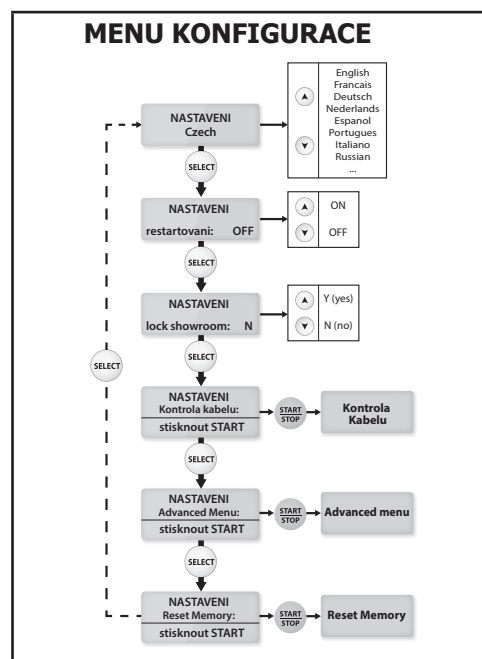 MENU KONFIGURACE
NASTAVENI
Czech
English
Francais
Deutsch
Nederlands
Espanol
Portugues
Italiano
Russian
...
SELECT
NASTAVENI
restartovani: OFF
ON
OFF
SELECT
NASTAVENI
lock showroom: N
Y (yes)
N (no)
SELECT
SELECT
NASTAVENI
Kontrola kabelu:
stisknout START
START
STOP
Kontrola
Kabelu
SELECT
NASTAVENI
Advanced Menu:
stisknout START
START
STOP
Advanced menu
SELECT
NASTAVENI
Reset Memory:
stisknout START
START
STOP
Reset Memory